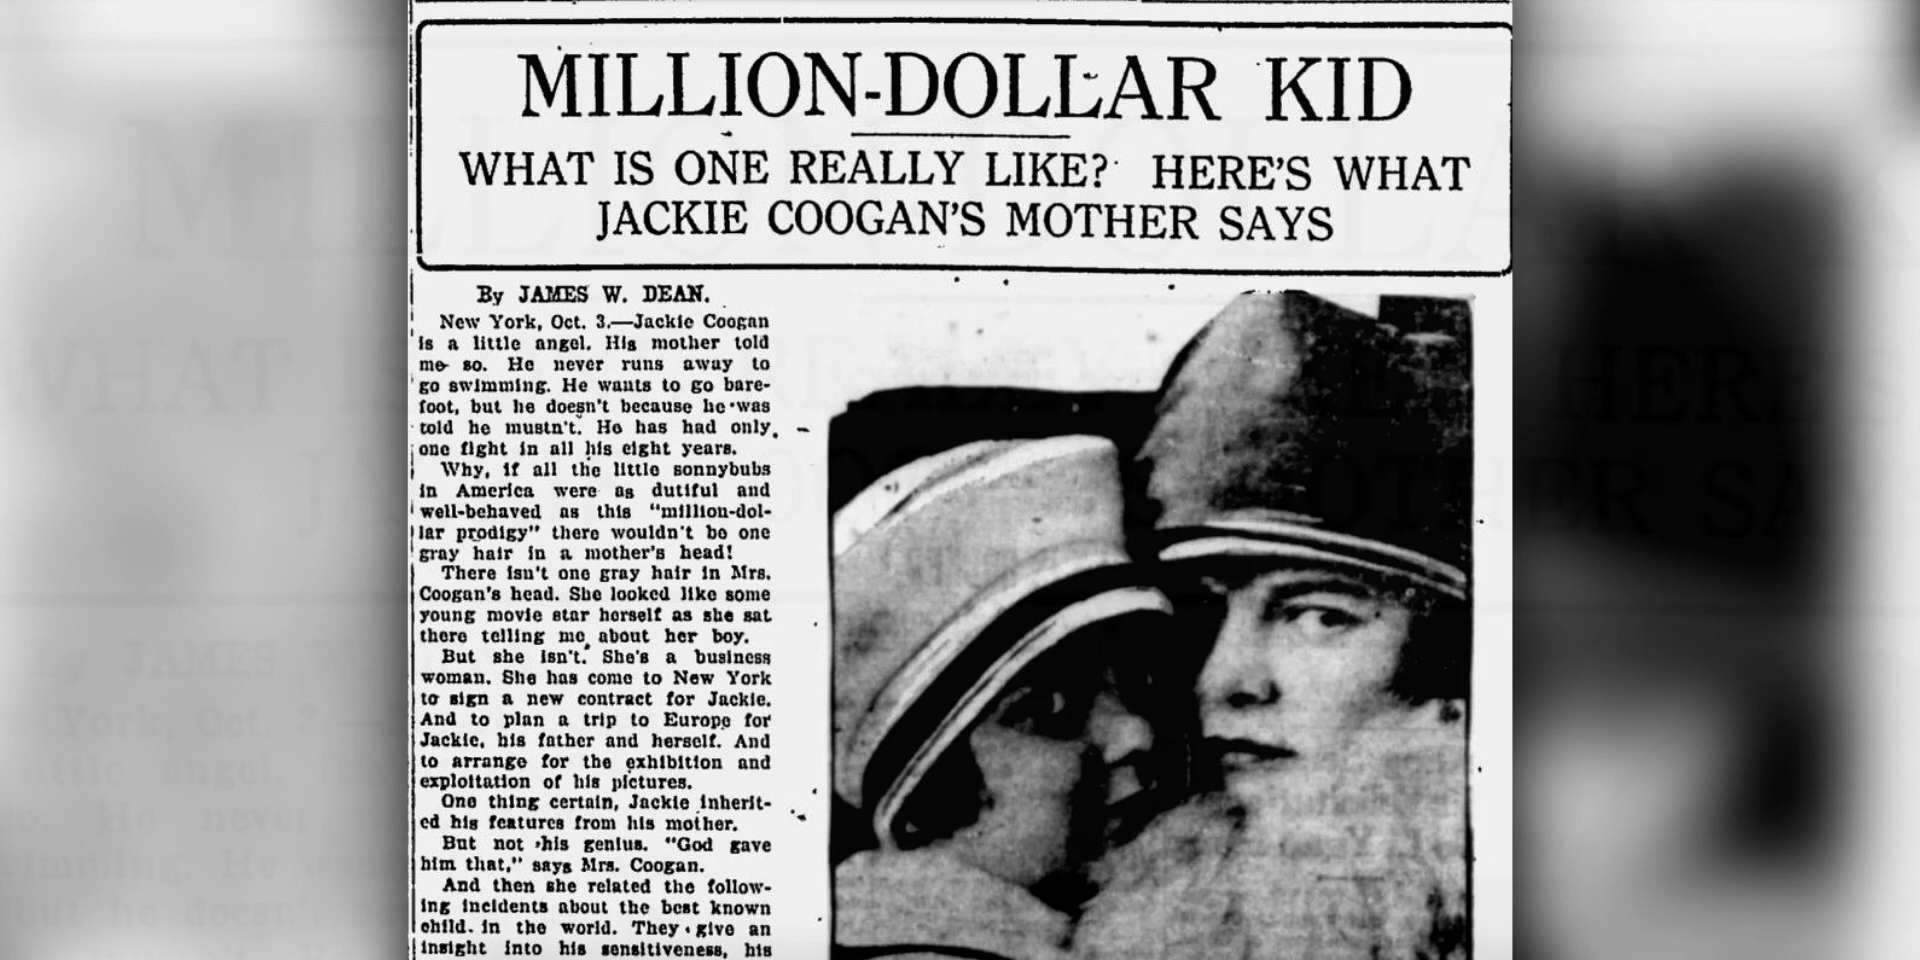 MILLION-DOLLAR KID
WHAT IS ONE REALLY LIKE? HERE'S WHAT
JACKIE COOGAN'S MOTHER SAYS
By JAMES W. DEAN.
New York, Oct. 3.—Jackie Coogan
is a little angel. His mother told
me so. He never runs away to
go swimming. He wants to go bare-
foot, but he doesn't because he was
told he mustn't. He has had only
one fight in all his eight years.
Why, if all the little sonnybubs
in America were as dutiful and
well-behaved as this "million-dol-
lar prodigy" there wouldn't be one
gray hair in a mother's head!
There isn't one gray hair in Mrs.
Coogan's head. She looked like some
young movie star herself as she sat
there telling me about her boy.
But she isn't. She's a business
woman. She has come to New York
to sign a new contract for Jackie.
And to plan a trip to Europe for
Jackie, his father and herself. And
to arrange for the exhibition and
exploitation of his pictures.
One thing certain, Jackie inherit-
ed his features from his mother.
But not his genius. "God gave
him that," says Mrs. Coogan.
And then she related the follow-
ing incidents about the best known
child in the world. They give an
insight into his sensitiveness, his